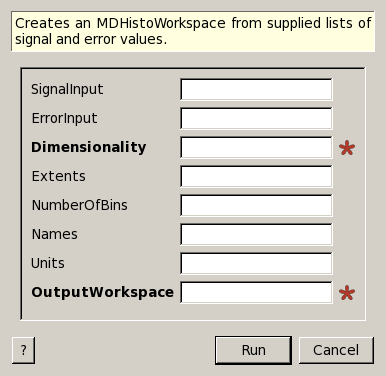 Creates an MDHistoWorkspace from supplied lists of
signal and error values.
SignalInput
ErrorInput
Dimensionality *
Extents
NumberOfBins
Names
Units
OutputWorkspace *
? Run Cancel